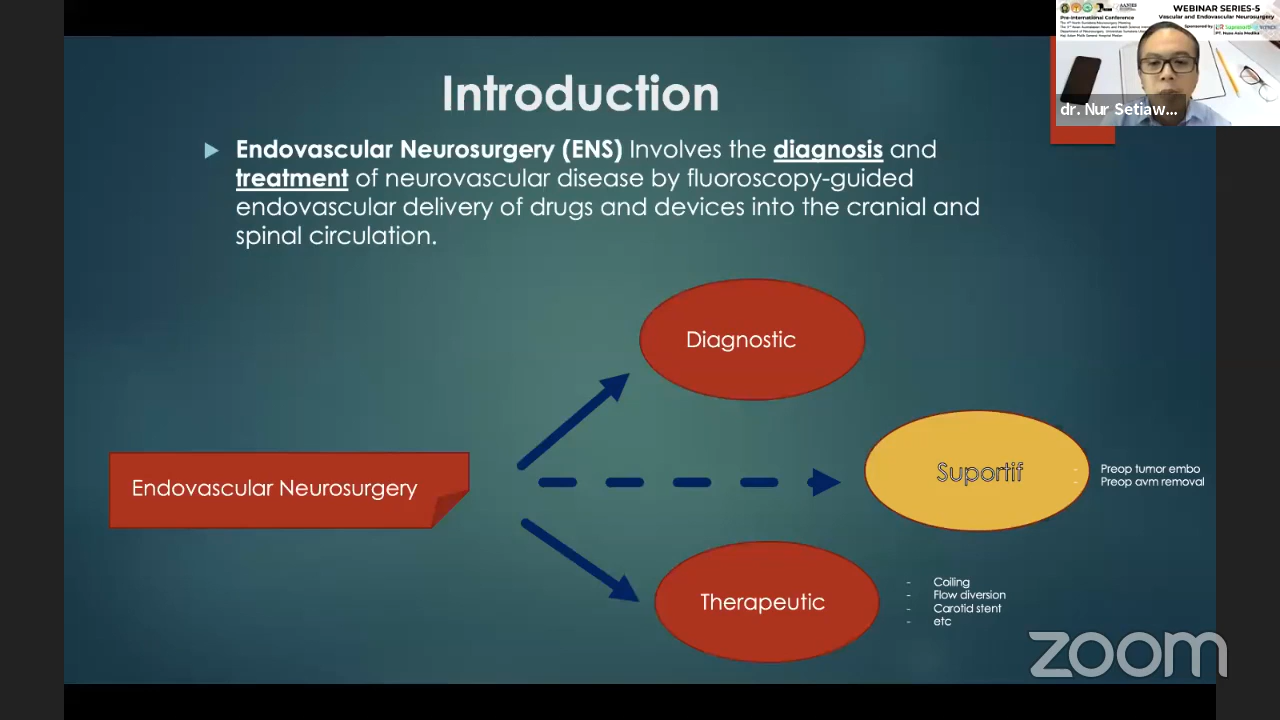 WEBINAR SERIES-5
Vascular and Endovascular Neurosurgery
Pre-International Conference
dr. Nur Setiaw...
Introduction
Endovascular Neurosurgery (ENS) Involves the diagnosis and
treatment of neurovascular disease by fluoroscopy-guided
endovascular delivery of drugs and devices into the cranial and
spinal circulation.
Diagnostic
Endovascular Neurosurgery
Suportif
- Preop tumor embo
- Preop avm removal
Therapeutic
- Coiling
- Flow diversion
- Carotid stent
- etc
zoom